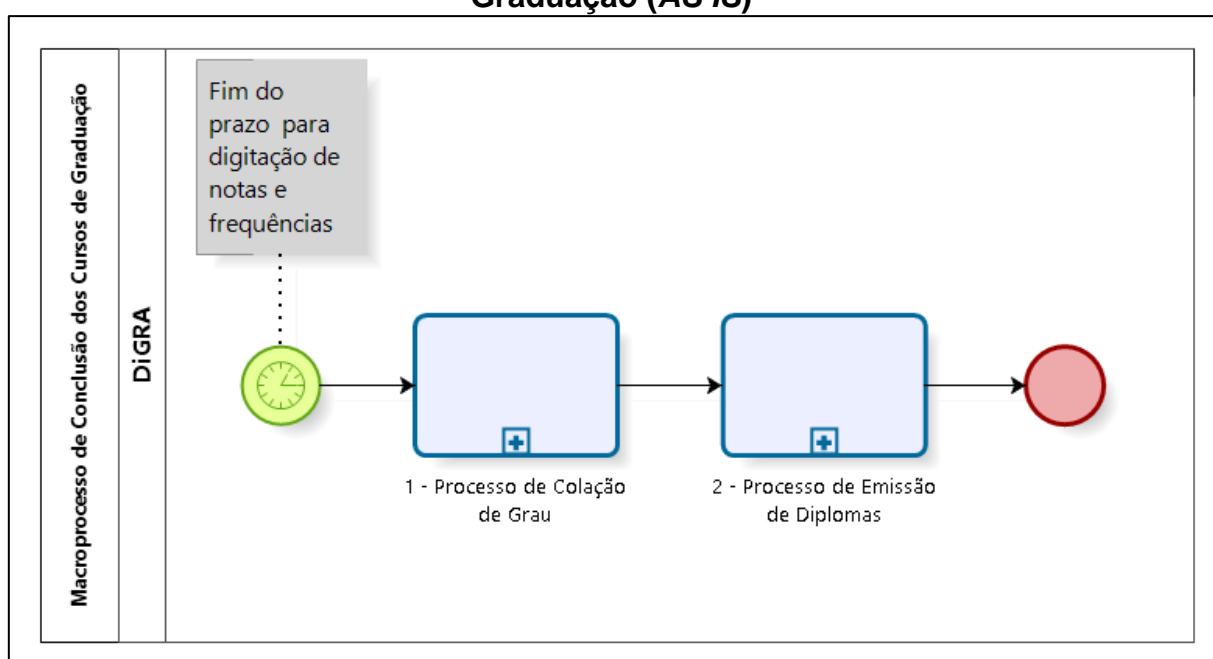 Graduação (AS IS)
Macroprocesso de Conclusão dos Cursos de Graduação
DiGRA
Fim do
prazo para
digitação de
notas e
frequências
1 - Processo de Colação
de Grau
2 - Processo de Emissão
de Diplomas